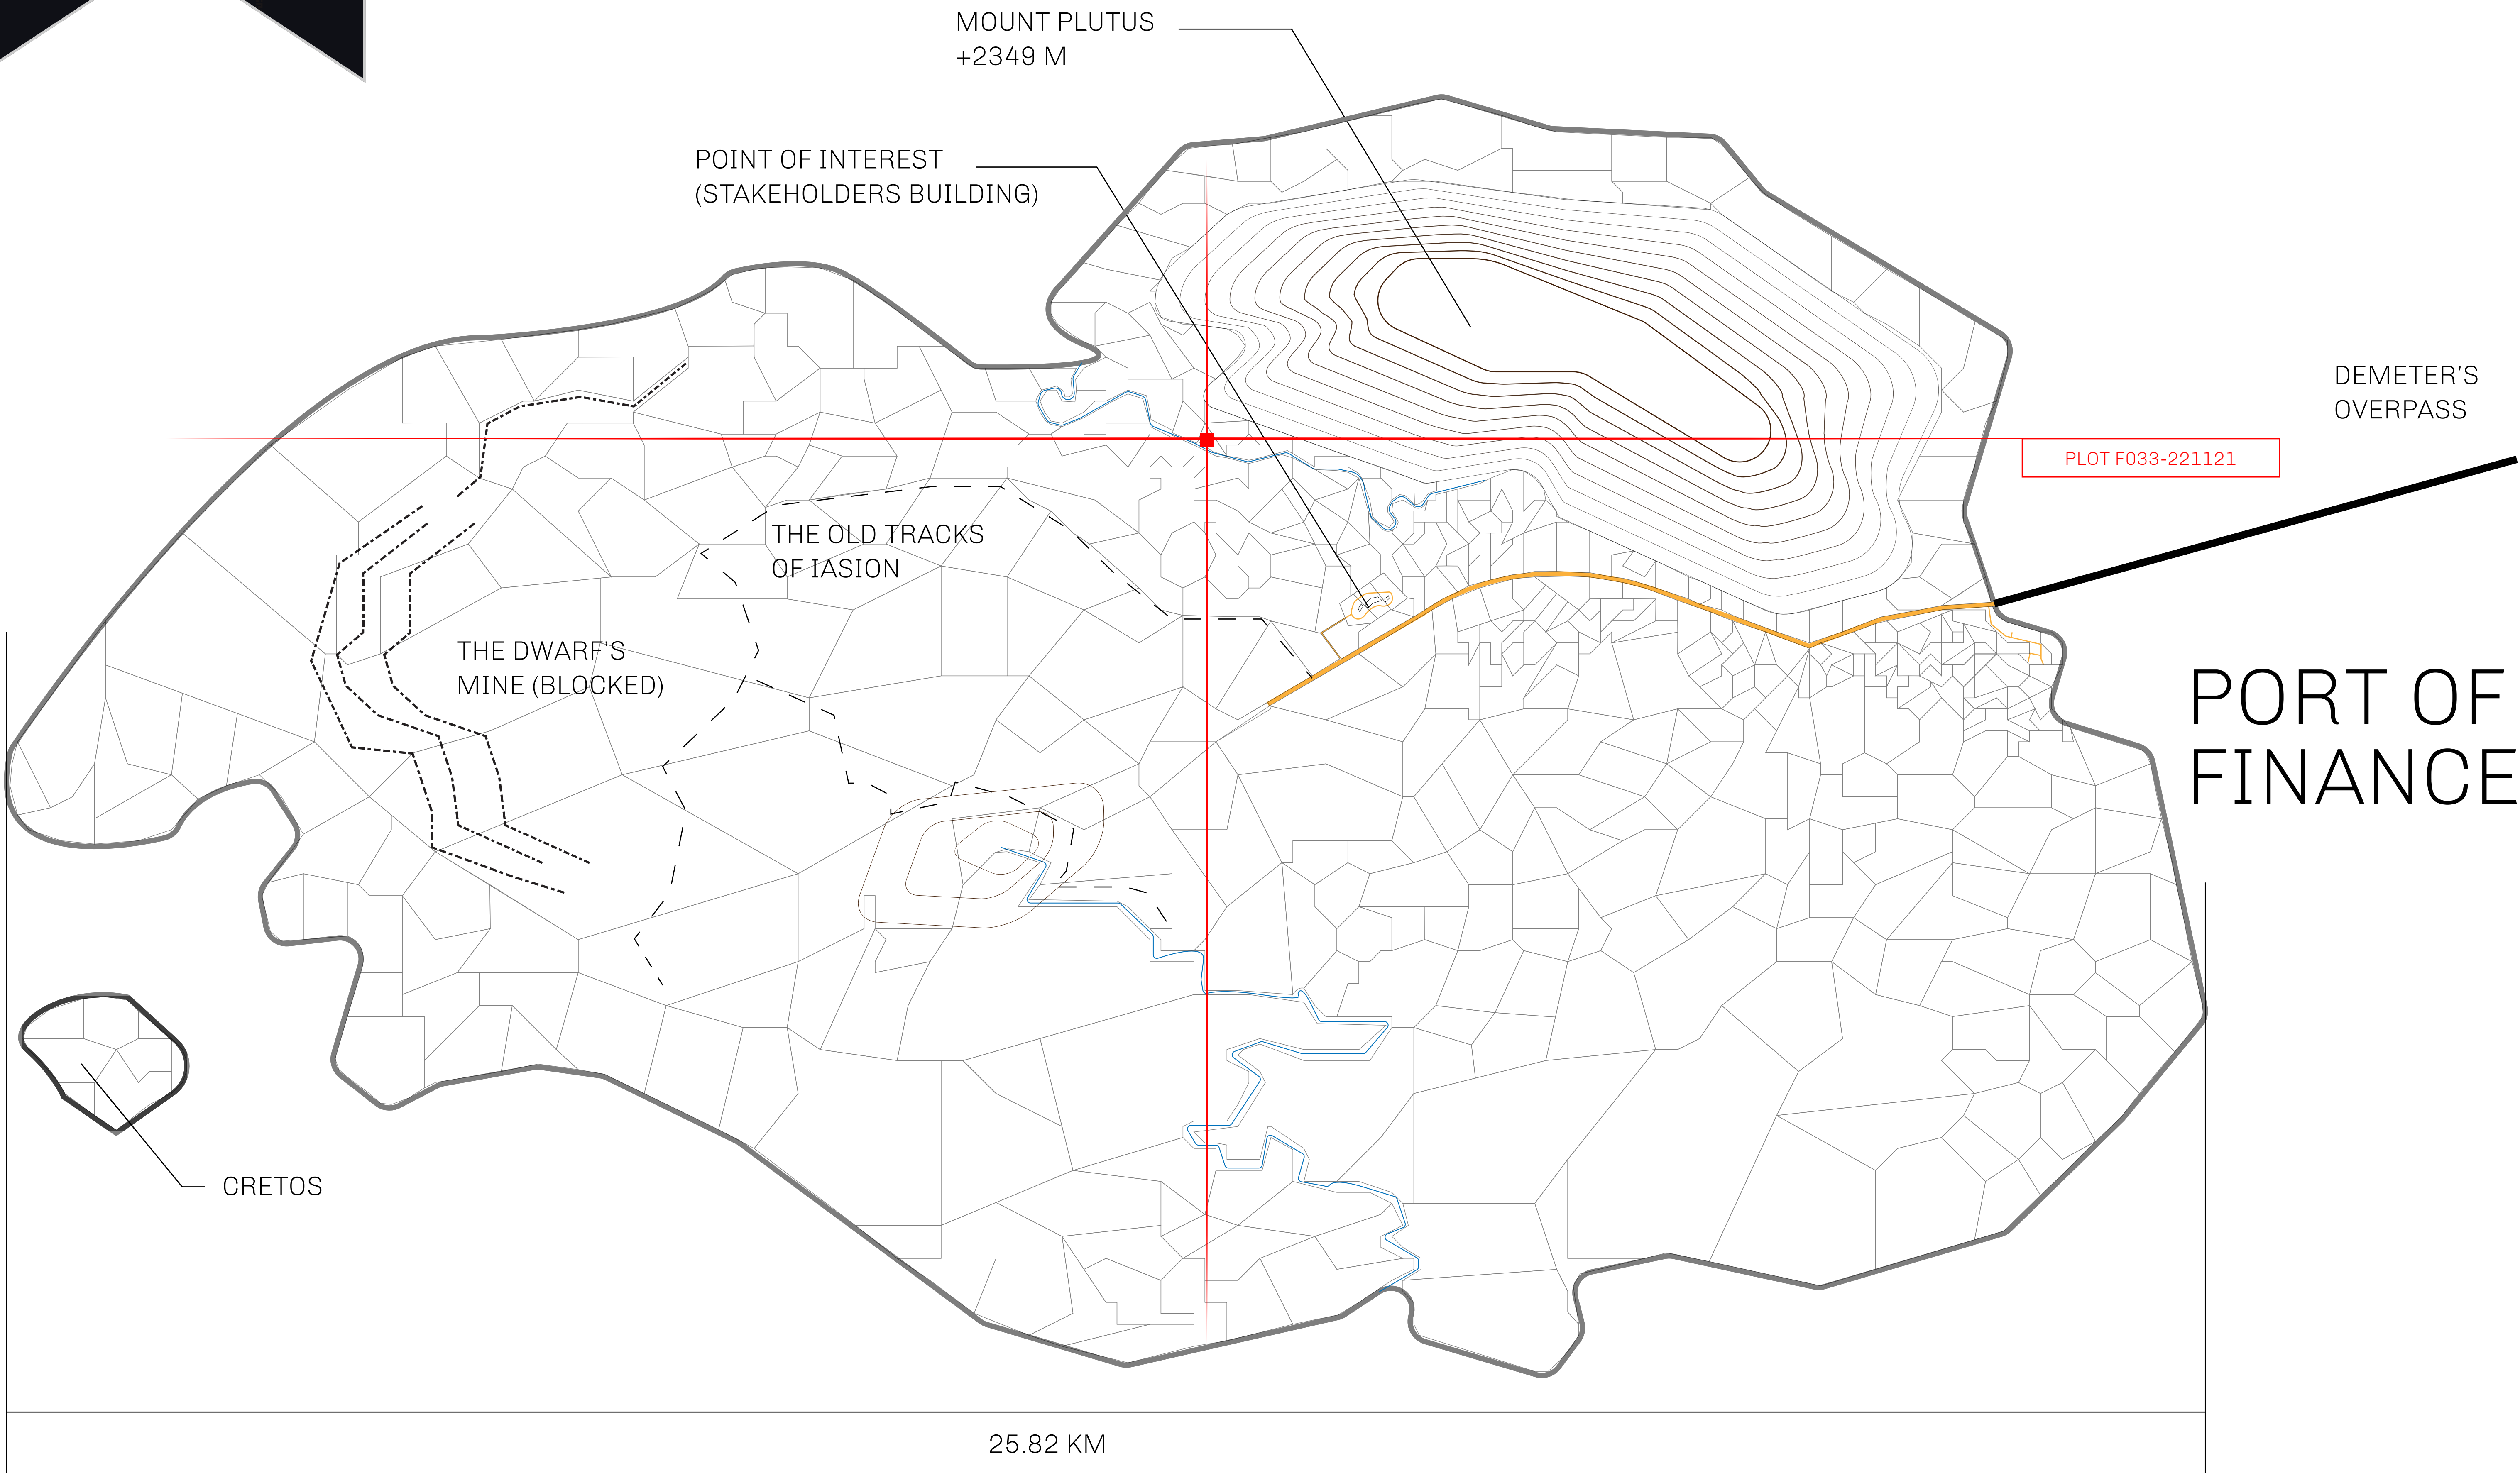 MOUNT PLUTUS
+2349 M
POINT OF INTEREST
(STAKEHOLDERS BUILDING)
DEMETER'S
OVERPASS
PLOT F033-221121
THE OLD TRACKS
OF IASION
THE DWARF'S
MINE (BLOCKED)
PORT OF
FINANCE
CRETOS
25.82 KM